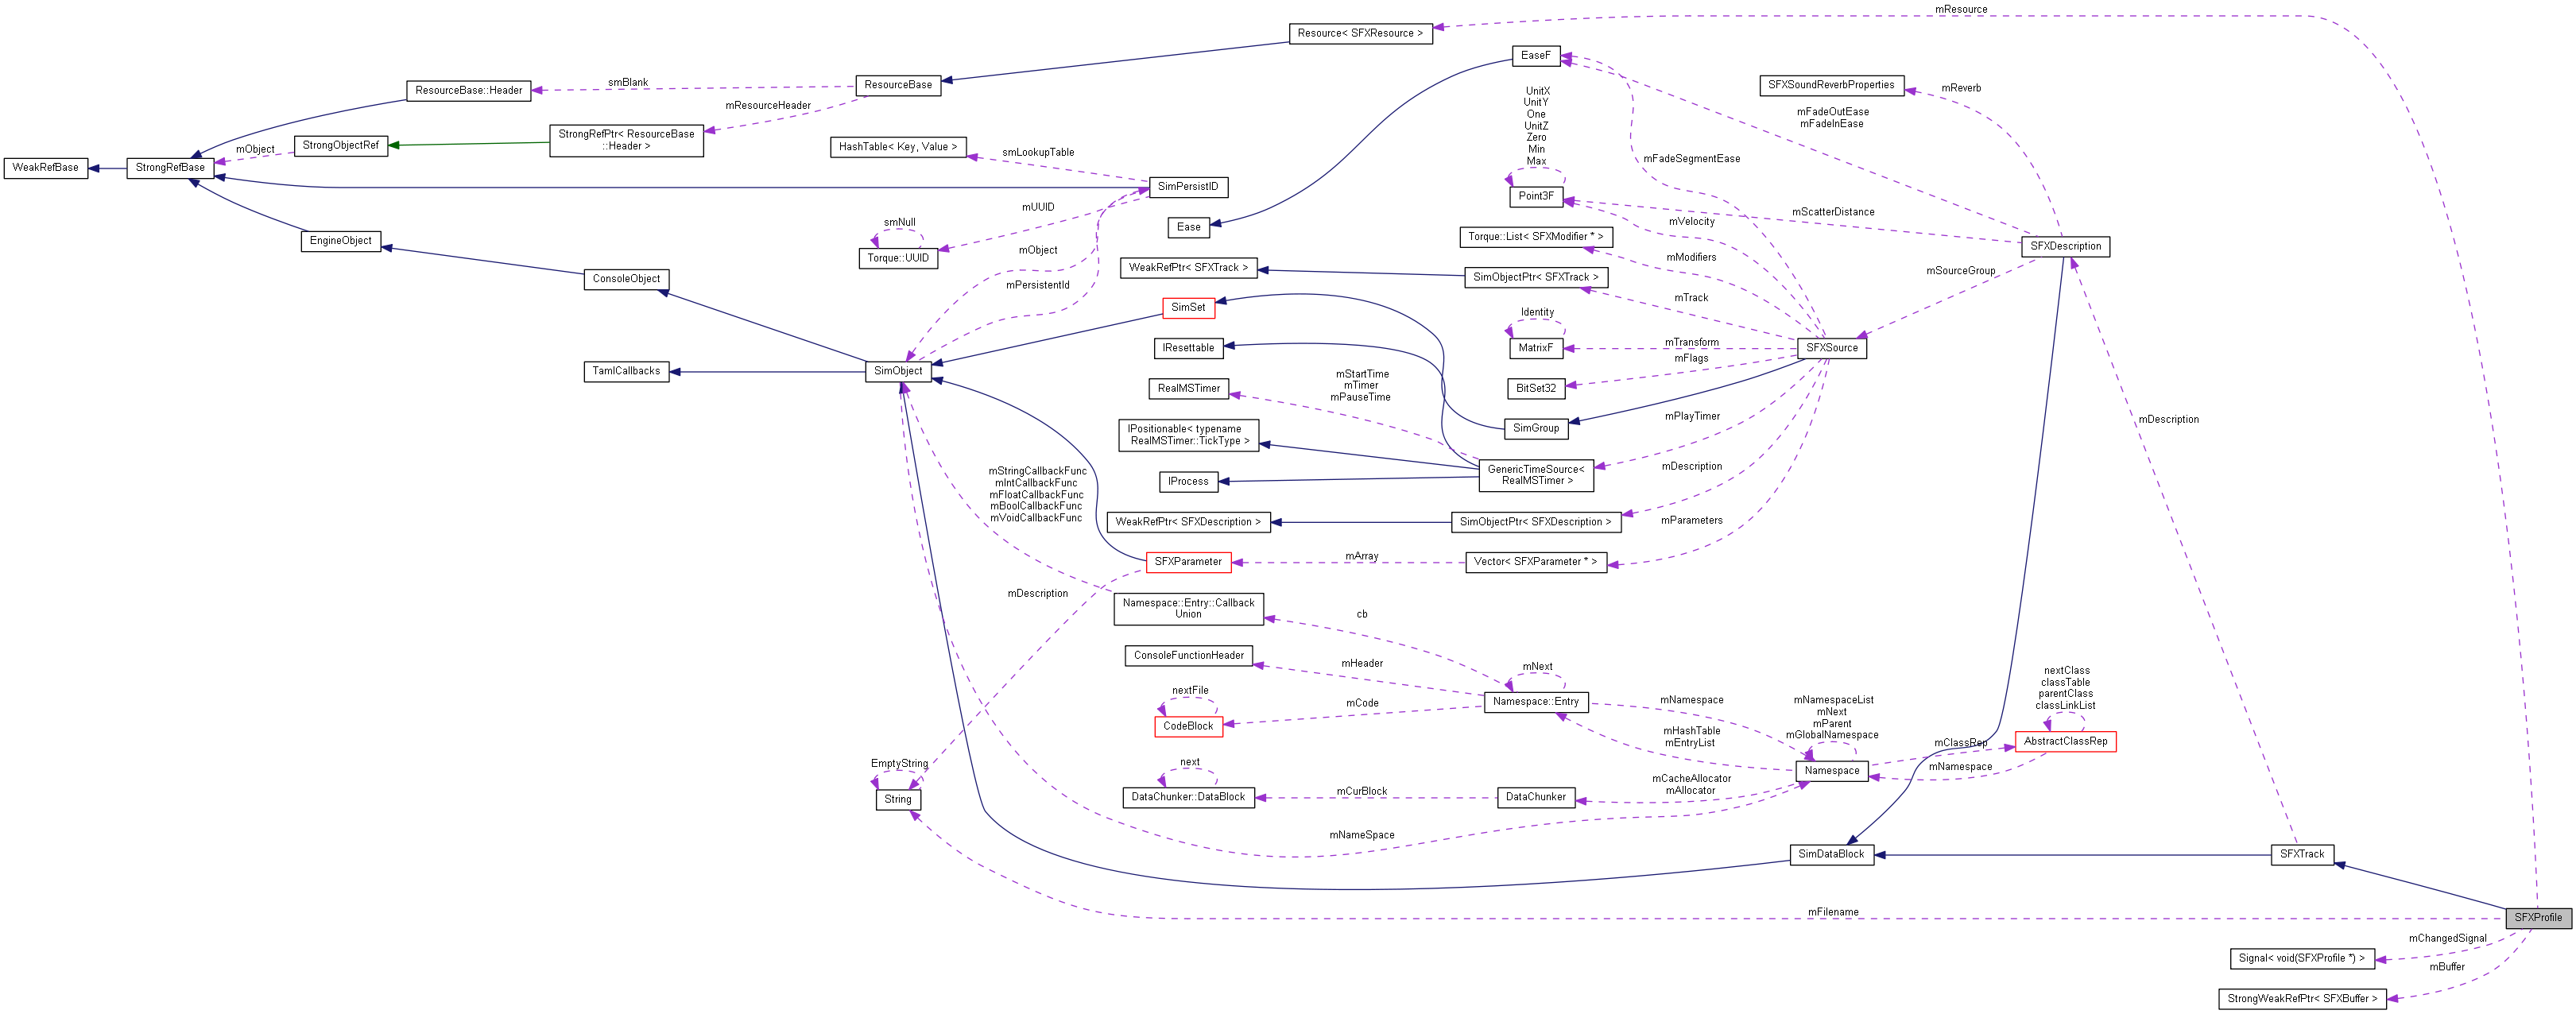 mResource
Resource< SFXResource >
EaseF
ResourceBase
smBlank
ResourceBase::Header
SFXSoundReverbProperties
mReverb
mResourceHeader
UnitX
UnitY
One
UnitZ
Zero
Min
Max
mFadeOutEase
mFadeInEase
StrongRefPtr< ResourceBase
::Header >
StrongObjectRef
mObject
HashTable< Key, Value >
smLookupTable
mFadeSegmentEase
WeakRefBase
StrongRefBase
SimPersistID
Point3F
mUUID
mScatterDistance
smNull
mVelocity
Ease
EngineObject
Torque::List< SFXModifier * >
SFXDescription
mObject
Torque::UUID
mModifiers
WeakRefPtr< SFXTrack >
SimObjectPtr< SFXTrack >
mSourceGroup
ConsoleObject
mPersistentId
mTrack
SimSet
Identity
IResettable
MatrixF
mTransform
SFXSource
mFlags
TamlCallbacks
SimObject
mStartTime
mTimer
mPauseTime
RealMSTimer
BitSet32
mPlayTimer
mDescription
IPositionable< typename
RealMSTimer::TickType >
SimGroup
mStringCallbackFunc
mIntCallbackFunc
mFloatCallbackFunc
mBoolCallbackFunc
mVoidCallbackFunc
IProcess
GenericTimeSource<
RealMSTimer >
mDescription
WeakRefPtr< SFXDescription >
SimObjectPtr< SFXDescription >
mParameters
SFXParameter
mArray
Vector< SFXParameter * >
mDescription
Namespace::Entry::Callback
Union
cb
ConsoleFunctionHeader
mHeader
mNext
nextClass
classTable
parentClass
classLinkList
nextFile
mCode
Namespace::Entry
mNamespace
mNamespaceList
mNext
mParent
mGlobalNamespace
CodeBlock
mHashTable
mEntryList
mClassRep
AbstractClassRep
EmptyString
next
Namespace
mNamespace
mCacheAllocator
mAllocator
String
DataChunker::DataBlock
mCurBlock
DataChunker
mNameSpace
SimDataBlock
SFXTrack
mFilename
SFXProfile
mChangedSignal
Signal< void(SFXProfile *) >
mBuffer
StrongWeakRefPtr< SFXBuffer >